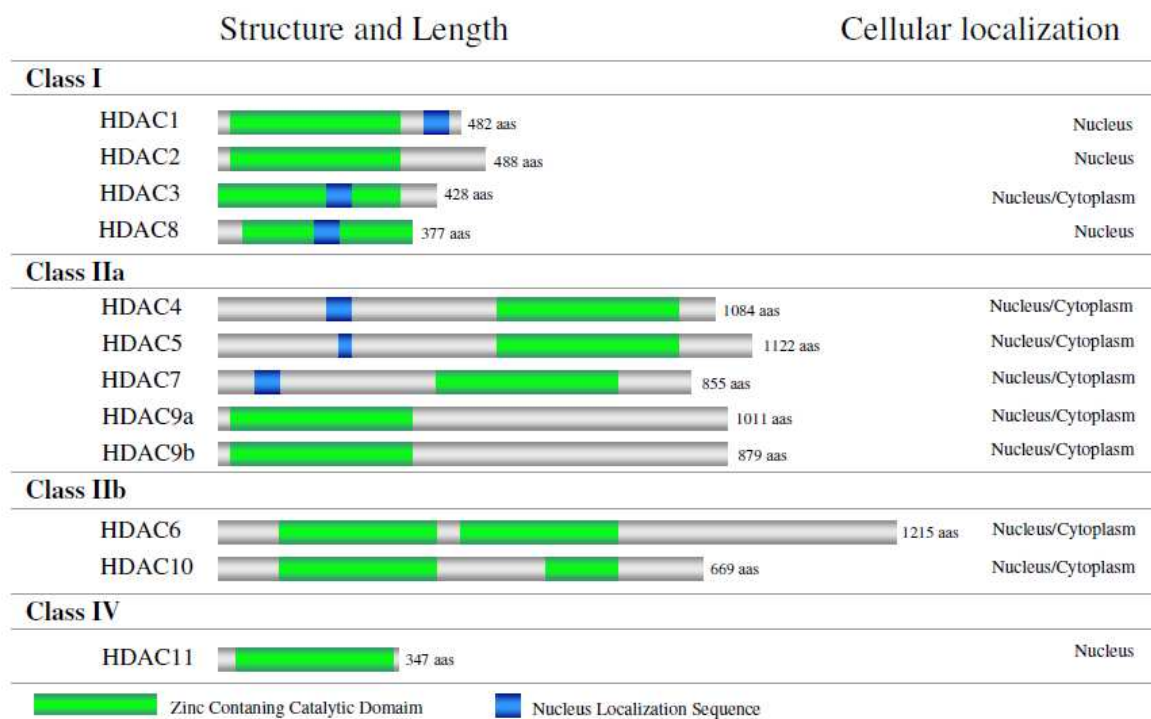 Structure and Length Cellular localization
Class I
HDAC1 482 aas Nucleus
HDAC2 488 aas Nucleus
HDAC3 428 aas Nucleus/Cytoplasm
HDAC8 377 aas Nucleus
Class IIa
HDAC4 1084 aas Nucleus/Cytoplasm
HDAC5 1122 aas Nucleus/Cytoplasm
HDAC7 855 aas Nucleus/Cytoplasm
HDAC9a 1011 aas Nucleus/Cytoplasm
HDAC9b 879 aas Nucleus/Cytoplasm
Class IIb
HDAC6 1215 aas Nucleus/Cytoplasm
HDAC10 669 aas Nucleus/Cytoplasm
Class IV
HDAC11 347 aas Nucleus
Zinc Contaning Catalytic Domaim Nucleus Localization Sequence